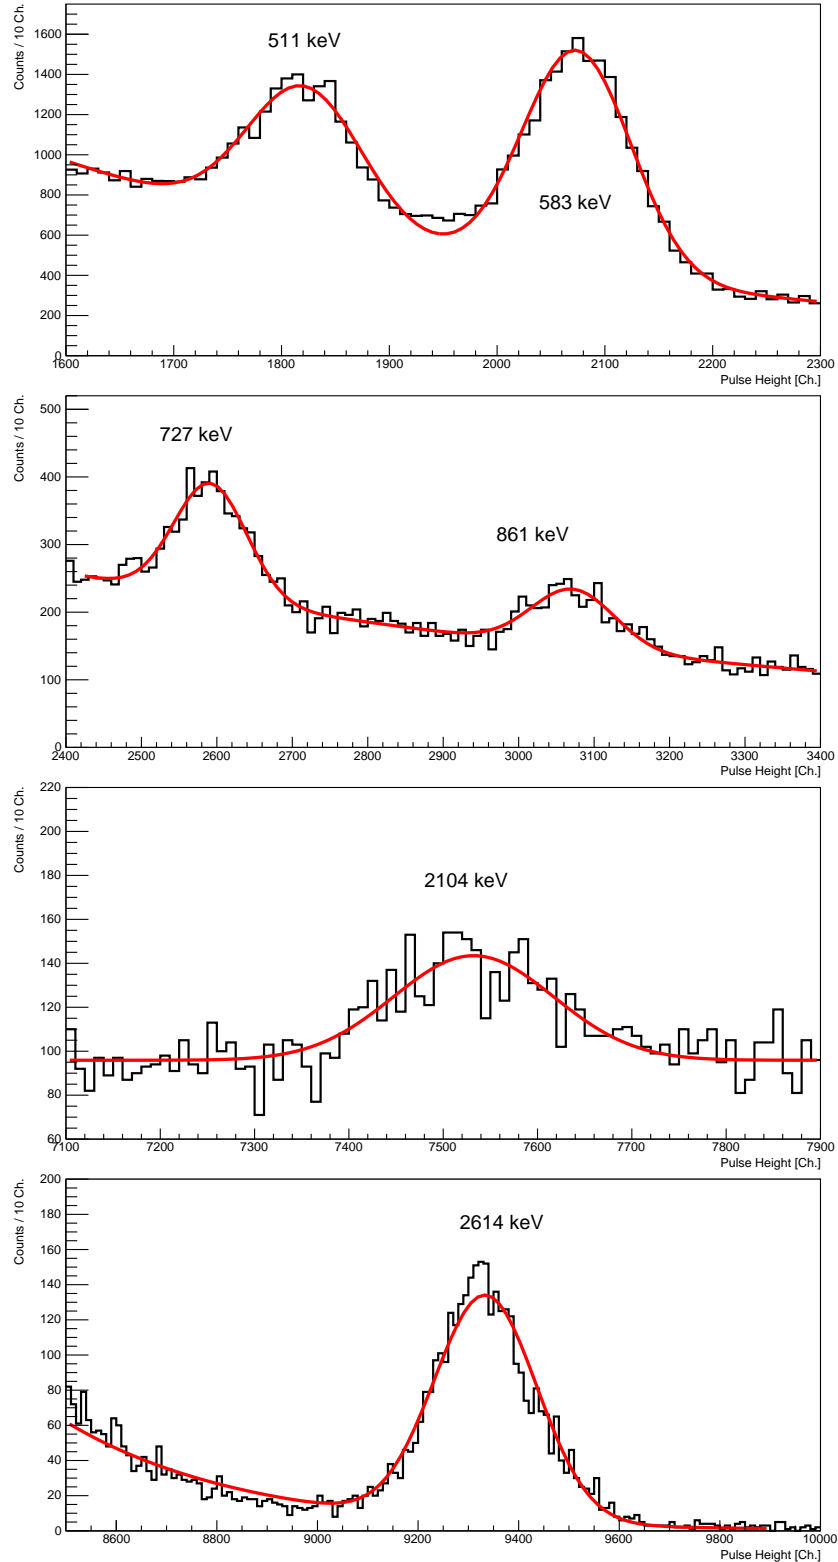 Counts / 10 Ch.
1600
1400
1200
1000
800
600
400
200
0
511 keV
583 keV
1600 1700 1800 1900 2000 2100 2200 2300
Pulse Height [Ch.]
Counts / 10 Ch.
500
400
300
200
100
0
727 keV
861 keV
2400 2500 2600 2700 2800 2900 3000 3100 3200 3300 3400
Pulse Height [Ch.]
Counts / 10 Ch.
220
200
180
160
140
120
100
80
60
2104 keV
7100 7200 7300 7400 7500 7600 7700 7800 7900
Pulse Height [Ch.]
Counts / 10 Ch.
200
180
160
140
120
100
80
60
40
20
0
2614 keV
8600 8800 9000 9200 9400 9600 9800 10000
Pulse Height [Ch.]